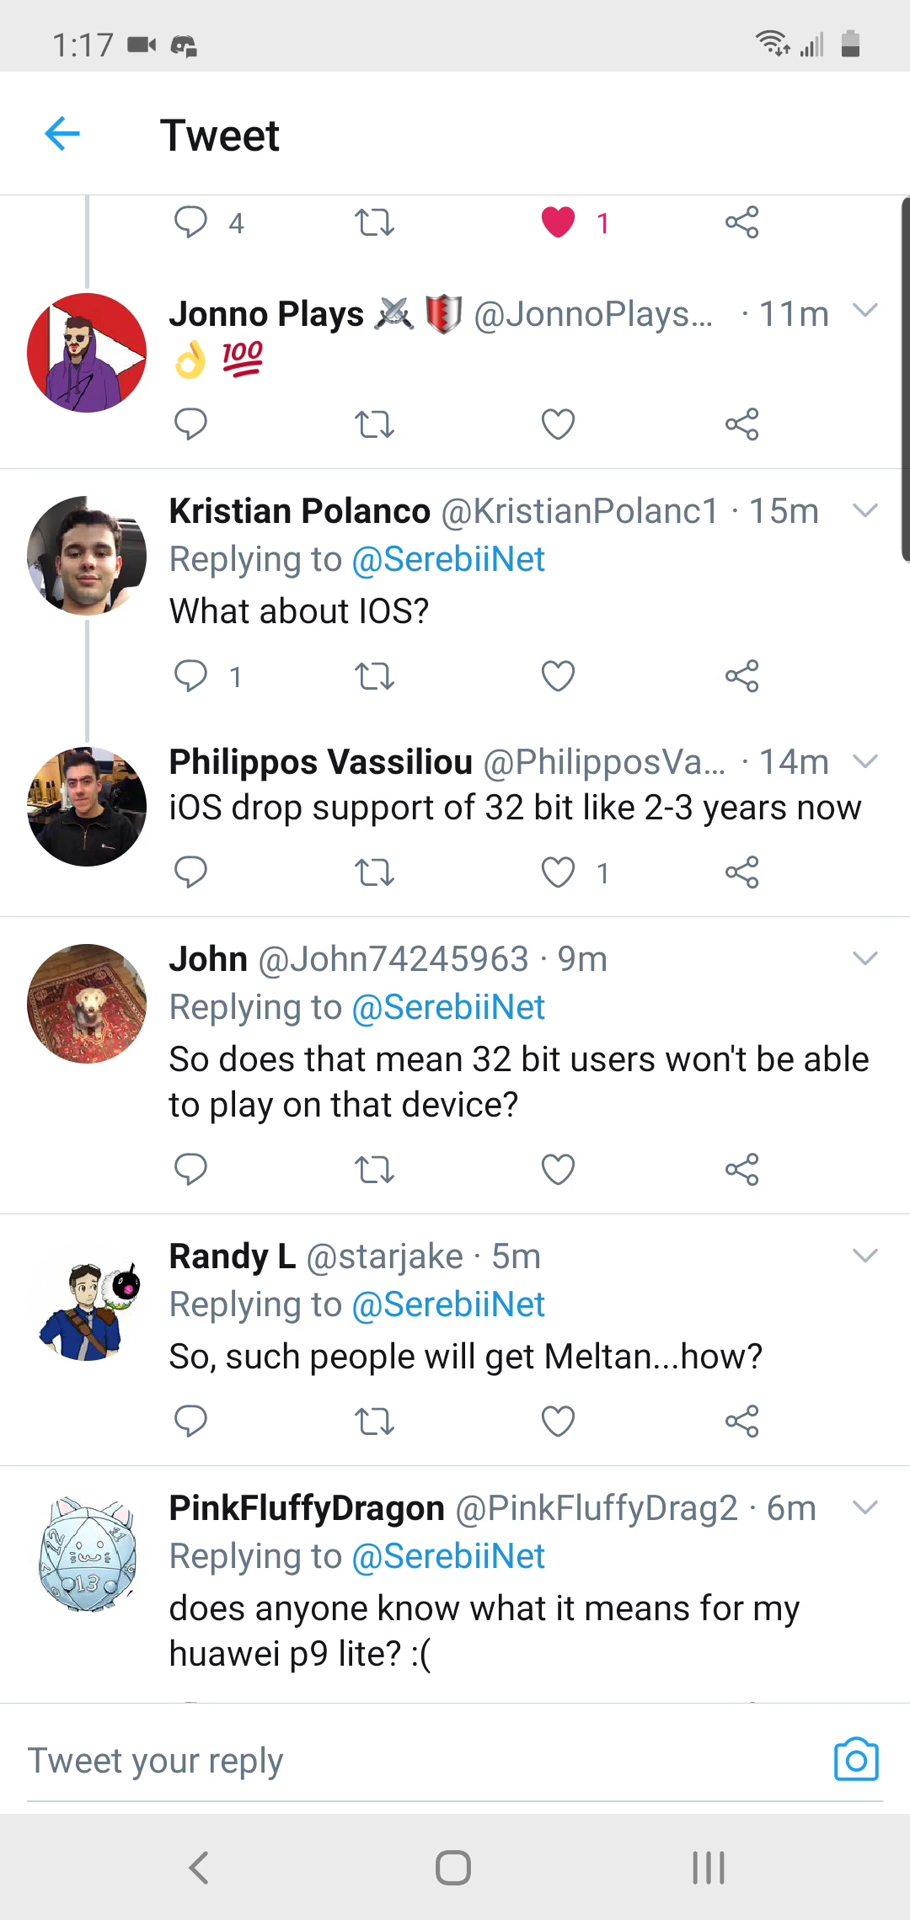 1:17
Tweet
4
1
Jonno Plays ⚔️ @JonnoPlays... · 11m
👌 💯
Kristian Polanco @KristianPolanc1 · 15m
Replying to @SerebiiNet
What about IOS?
1
Philippos Vassiliou @PhilipposVa... · 14m
iOS drop support of 32 bit like 2-3 years now
1
John @John74245963 · 9m
Replying to @SerebiiNet
So does that mean 32 bit users won't be able
to play on that device?
Randy L @starjake · 5m
Replying to @SerebiiNet
So, such people will get Meltan...how?
PinkFluffyDragon @PinkFluffyDrag2 · 6m
Replying to @SerebiiNet
does anyone know what it means for my
huawei p9 lite? :(
Tweet your reply